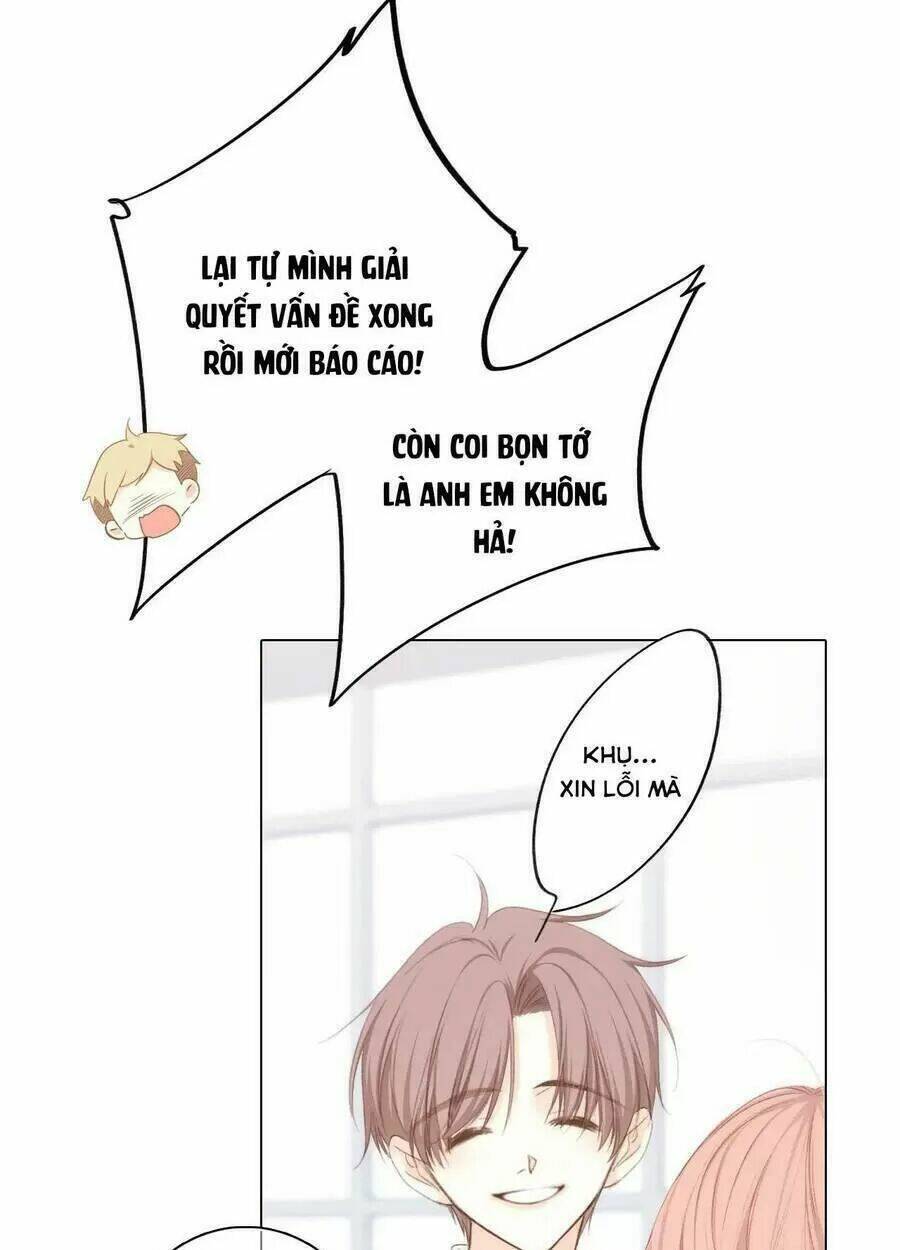 LẠI TỰ MÌNH GIẢI
QUYẾT VẤN ĐỀ XONG
RỒI MỚI BÁO CÁO!
CÒN COI BỌN TỚ
LÀ ANH EM KHÔNG
HẢ!
KHỤ...
XIN LỖI MÀ